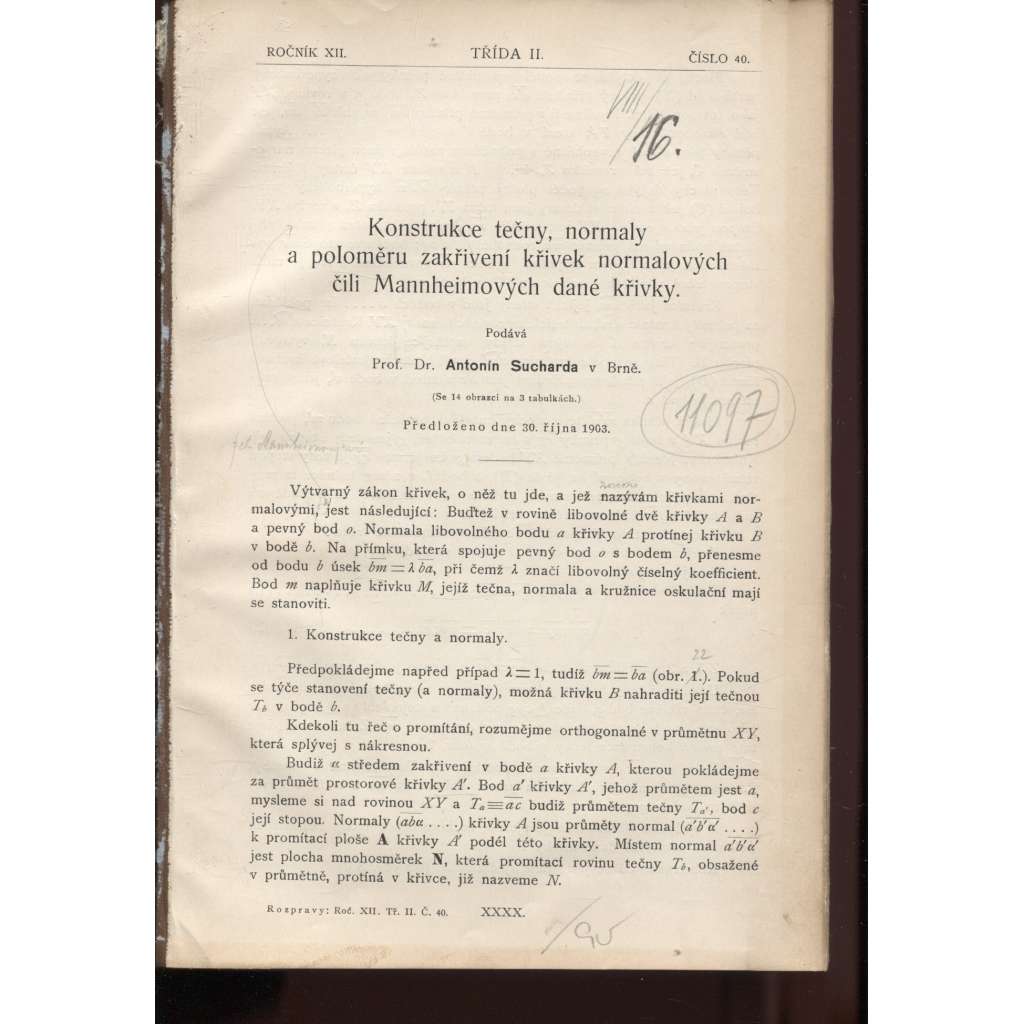 ROČNÍK XII. TŘÍDA II. ČÍSLO 40.
VIII/16.
Konstrukce tečny, normaly
a poloměru zakřivení křivek normalových
čili Mannheimových dané křivky.
Podává
Prof. Dr. Antonín Sucharda v Brně.
(Se 14 obrazci na 3 tabulkách.)
11097
Předloženo dne 30. října 1903.
Výtvarný zákon křivek, o něž tu jde, a jež nazývám křivkami nor-
malovými, jest následující: Buďtež v rovině libovolné dvě křivky A a B
a pevný bod o. Normala libovolného bodu a křivky A protínej křivku B
v bodě b. Na přímku, která spojuje pevný bod o s bodem b, přenesme
od bodu b úsek b̅m̅ = λ b̅a̅, při čemž λ značí libovolný číselný koefficient.
Bod m naplňuje křivku M, jejíž tečna, normala a kružnice oskulační mají
se stanoviti.
1. Konstrukce tečny a normaly.
22
Předpokládejme napřed případ λ = 1, tudíž b̅m̅ = b̅a̅ (obr. 1.). Pokud
se týče stanovení tečny (a normaly), možná křivku B nahraditi její tečnou
T_b v bodě b.
Kdekoli tu řeč o promítání, rozumějme orthogonalné v průmětnu XY,
která splývej s nákresnou.
Budiž α středem zakřivení v bodě a křivky A, kterou pokládejme
za průmět prostorové křivky A′. Bod a′ křivky A′, jehož průmětem jest a,
mysleme si nad rovinou XY a T_a ≡ a̅c̅ budiž průmětem tečny T_a′, bod c
její stopou. Normaly (abα . . . .) křivky A jsou průměty normal (a′b′α′ . . . .)
k promítací ploše A křivky A′ podél této křivky. Místem normal a′b′α′
jest plocha mnohosměrek N, která promítací rovinu tečny T_b, obsažené
v průmětně, protíná v křivce, již nazveme N.
Rozpravy: Roč. XII. Tř. II. Č. 40. XXXX.